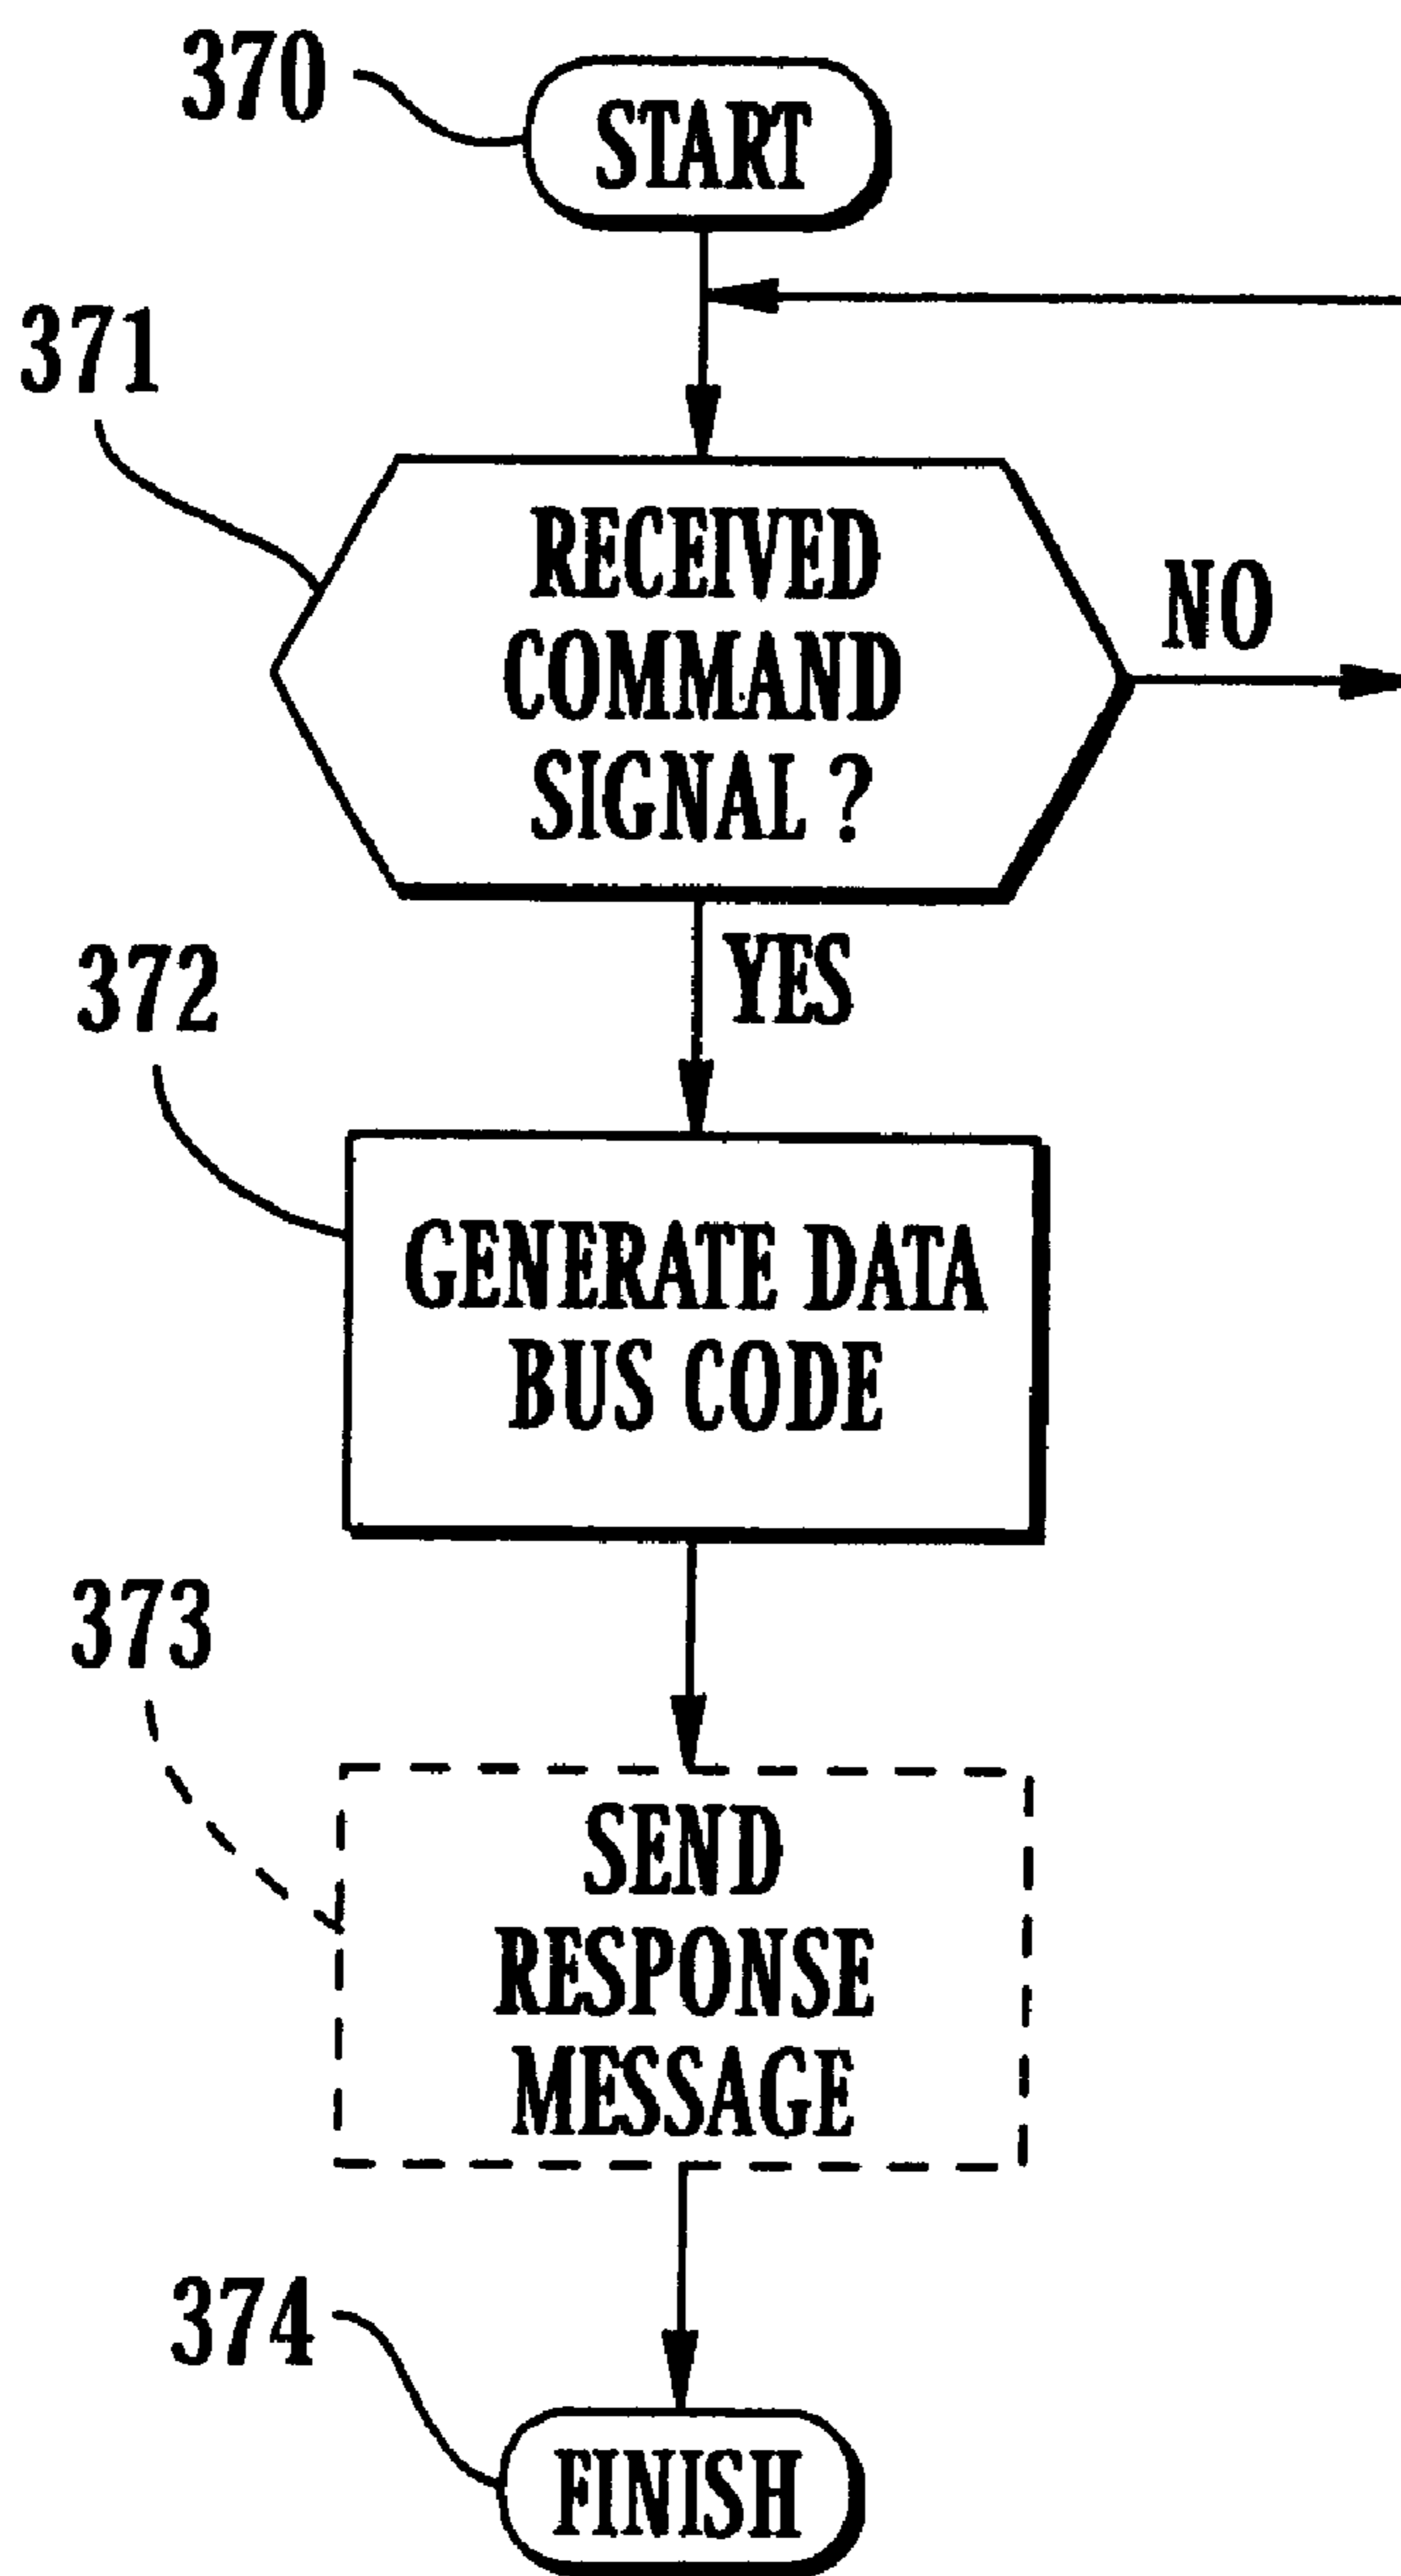 370
START
371
RECEIVED
COMMAND
SIGNAL ?
NO
YES
372
GENERATE DATA
BUS CODE
373
SEND
RESPONSE
MESSAGE
374
FINISH